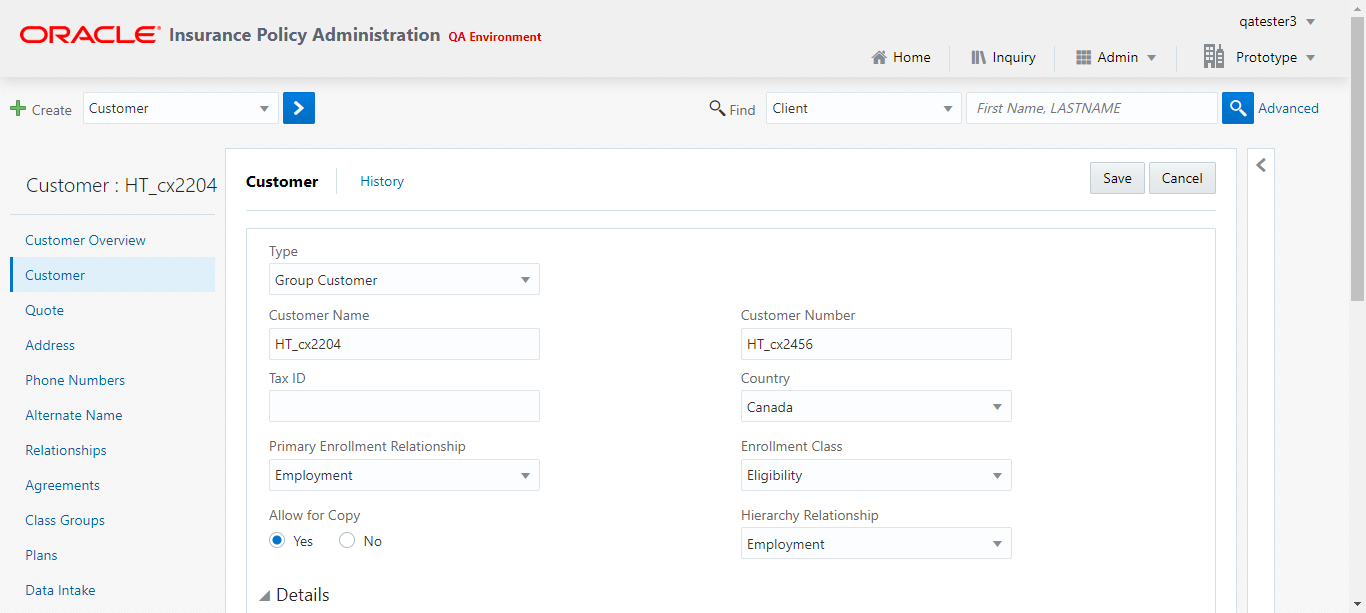 qatester3
ORACLE Insurance Policy Administration QA Environment
Home Inquiry Admin Prototype
Create Customer Find Client First Name, LASTNAME Advanced
Customer : HT_cx2204
Customer History Save Cancel
Customer Overview
Customer
Quote
Address
Phone Numbers
Alternate Name
Relationships
Agreements
Class Groups
Plans
Data Intake
Type
Group Customer
Customer Name Customer Number
HT_cx2204 HT_cx2456
Tax ID Country
Canada
Primary Enrollment Relationship Enrollment Class
Employment Eligibility
Allow for Copy Hierarchy Relationship
Yes No Employment
Details